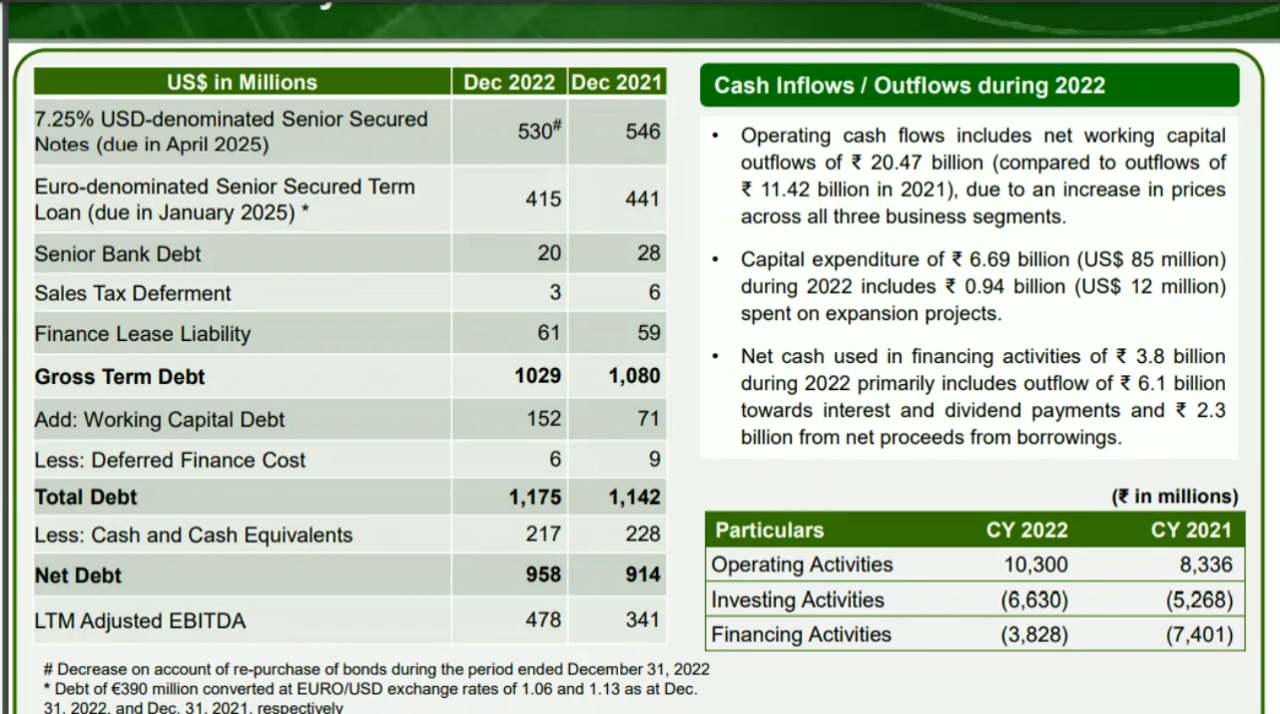 US$ in Millions Dec 2022 Dec 2021
7.25% USD-denominated Senior Secured
Notes (due in April 2025) 530# 546
Euro-denominated Senior Secured Term
Loan (due in January 2025) * 415 441
Senior Bank Debt 20 28
Sales Tax Deferment 3 6
Finance Lease Liability 61 59
Gross Term Debt 1029 1,080
Add: Working Capital Debt 152 71
Less: Deferred Finance Cost 6 9
Total Debt 1,175 1,142
Less: Cash and Cash Equivalents 217 228
Net Debt 958 914
LTM Adjusted EBITDA 478 341
# Decrease on account of re-purchase of bonds during the period ended December 31, 2022
* Debt of €390 million converted at EURO/USD exchange rates of 1.06 and 1.13 as at Dec.
31, 2022, and Dec. 31, 2021, respectively
Cash Inflows / Outflows during 2022
• Operating cash flows includes net working capital
outflows of ₹ 20.47 billion (compared to outflows of
₹ 11.42 billion in 2021), due to an increase in prices
across all three business segments.
• Capital expenditure of ₹ 6.69 billion (US$ 85 million)
during 2022 includes ₹ 0.94 billion (US$ 12 million)
spent on expansion projects.
• Net cash used in financing activities of ₹ 3.8 billion
during 2022 primarily includes outflow of ₹ 6.1 billion
towards interest and dividend payments and ₹ 2.3
billion from net proceeds from borrowings.
(₹ in millions)
Particulars CY 2022 CY 2021
Operating Activities 10,300 8,336
Investing Activities (6,630) (5,268)
Financing Activities (3,828) (7,401)